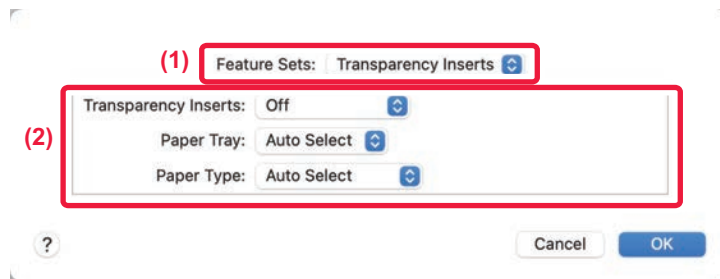 (1) Feature Sets: Transparency Inserts
(2)
Transparency Inserts: Off
Paper Tray: Auto Select
Paper Type: Auto Select
? Cancel OK